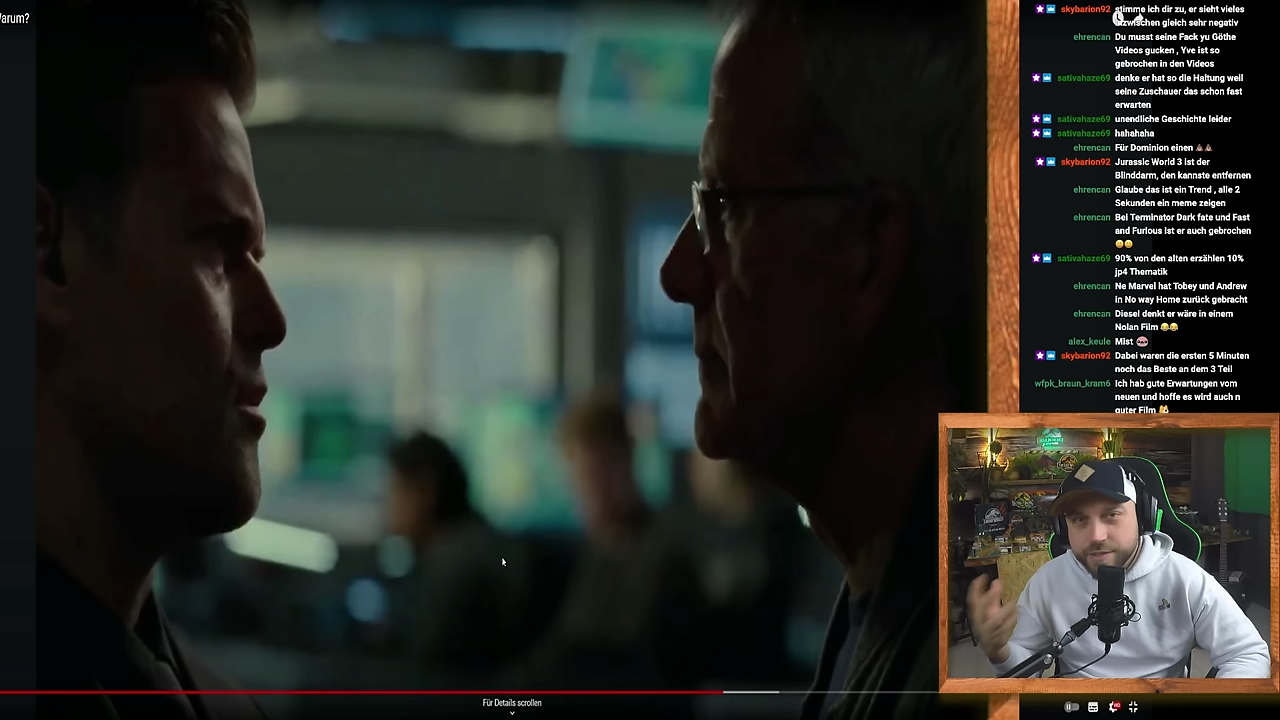 Warum?
skybarion92 stimme ich dir zu, er sieht vieles
inzwischen gleich sehr negativ
ehrencan Du musst seine Fack yu Göthe
Videos gucken , Yve ist so
gebrochen in den Videos
sativahaze69 denke er hat so die Haltung weil
seine Zuschauer das schon fast
erwarten
sativahaze69 unendliche Geschichte leider
sativahaze69 hahahaha
ehrencan Für Dominion einen 💩💩
skybarion92 Jurassic World 3 ist der
Blinddarm, den kannste entfernen
ehrencan Glaube das ist ein Trend , alle 2
Sekunden ein meme zeigen
ehrencan Bei Terminator Dark fate und Fast
and Furious ist er auch gebrochen
sativahaze69 90% von den alten erzählen 10%
jp4 Thematik
ehrencan Ne Marvel hat Tobey und Andrew
in No way Home zurück gebracht
ehrencan Diesel denkt er wäre in einem
Nolan Film 😂😂
alex_keule Mist
skybarion92 Dabei waren die ersten 5 Minuten
noch das Beste an dem 3 Teil
wfpk_braun_kram6 Ich hab gute Erwartungen vom
neuen und hoffe es wird auch n
guter Film
Für Details scrollen